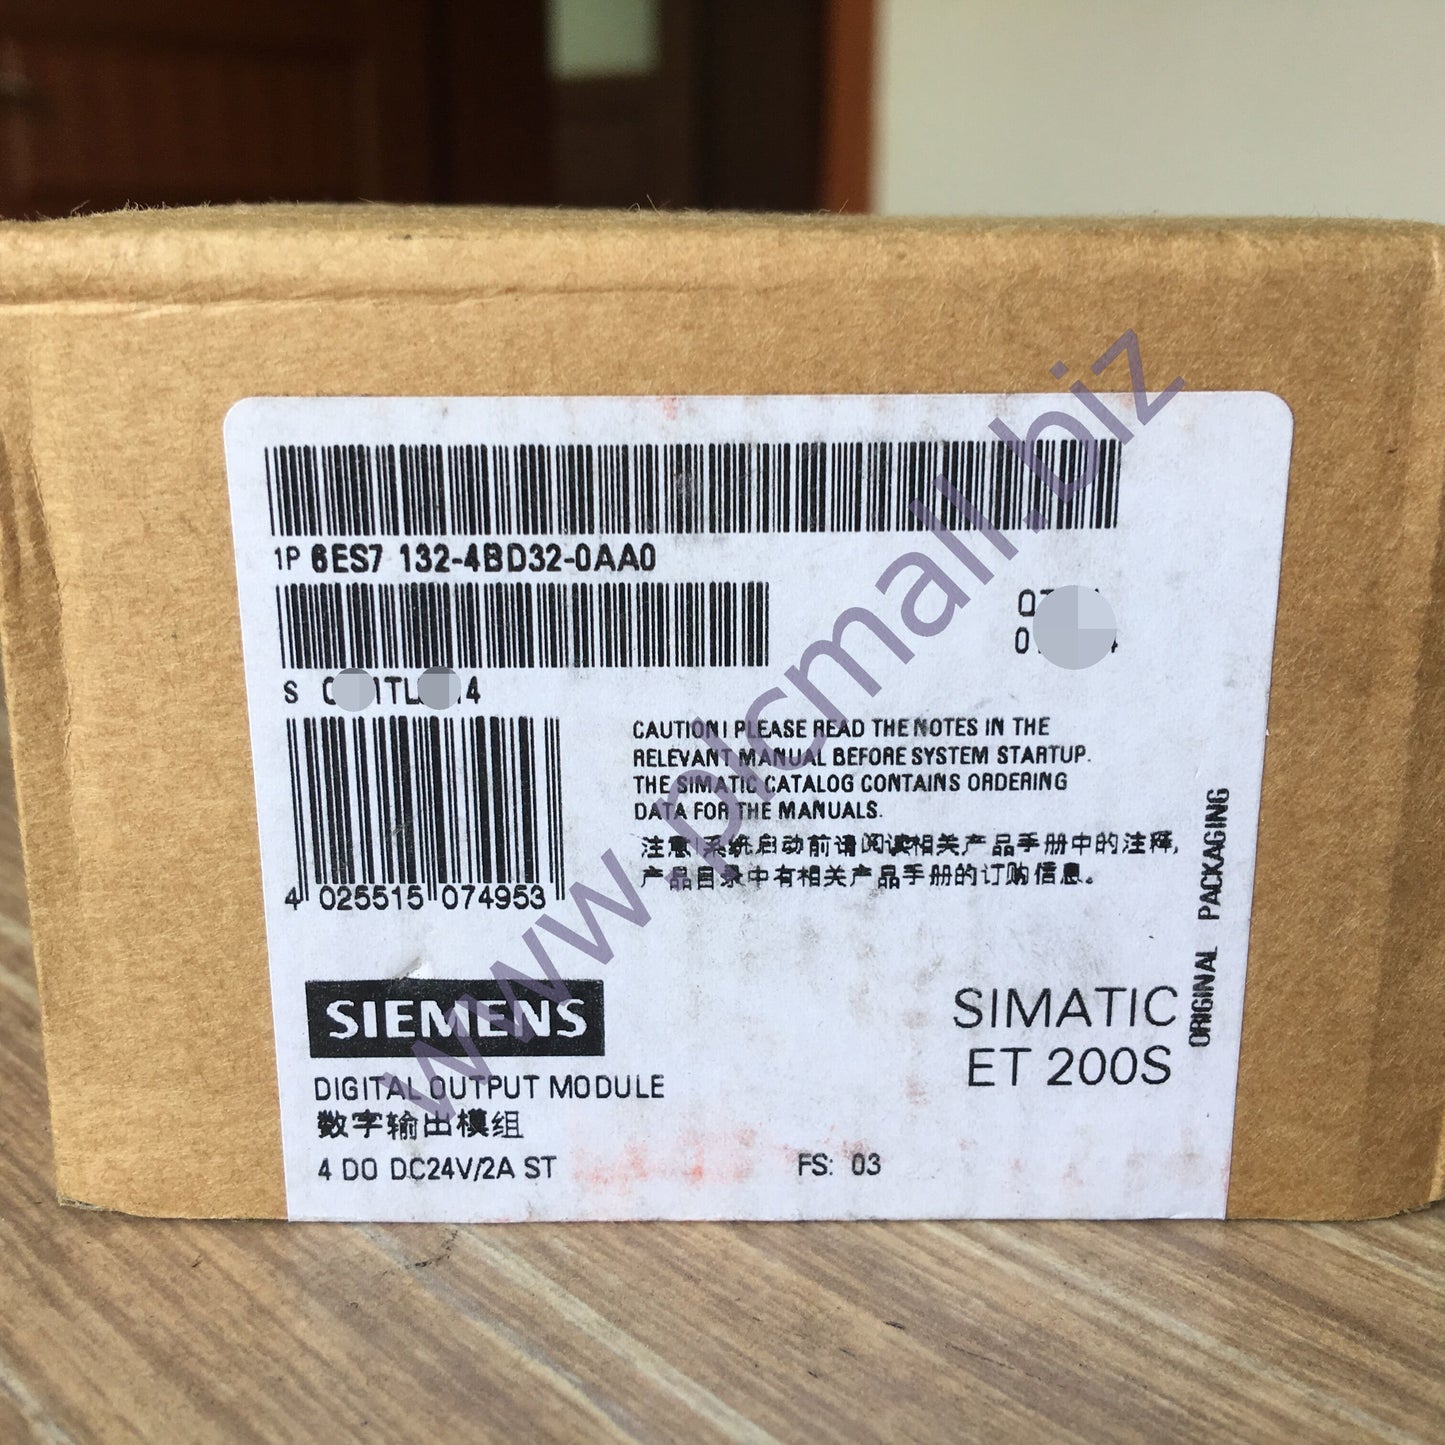 1P 6ES7 132-4BD32-0AA0
S
4 025515 074953
CAUTION! PLEASE READ THE NOTES IN THE
RELEVANT MANUAL BEFORE SYSTEM STARTUP.
THE SIMATIC CATALOG CONTAINS ORDERING
DATA FOR THE MANUALS.
注意!系统启动前请阅读相关产品手册中的注释,
产品目录中有相关产品手册的订购信息。
ORIGINAL PACKAGING
SIEMENS
SIMATIC
ET 200S
DIGITAL OUTPUT MODULE
数字输出模组
4 DO DC24V/2A ST
FS: 03
www.plcmall.biz